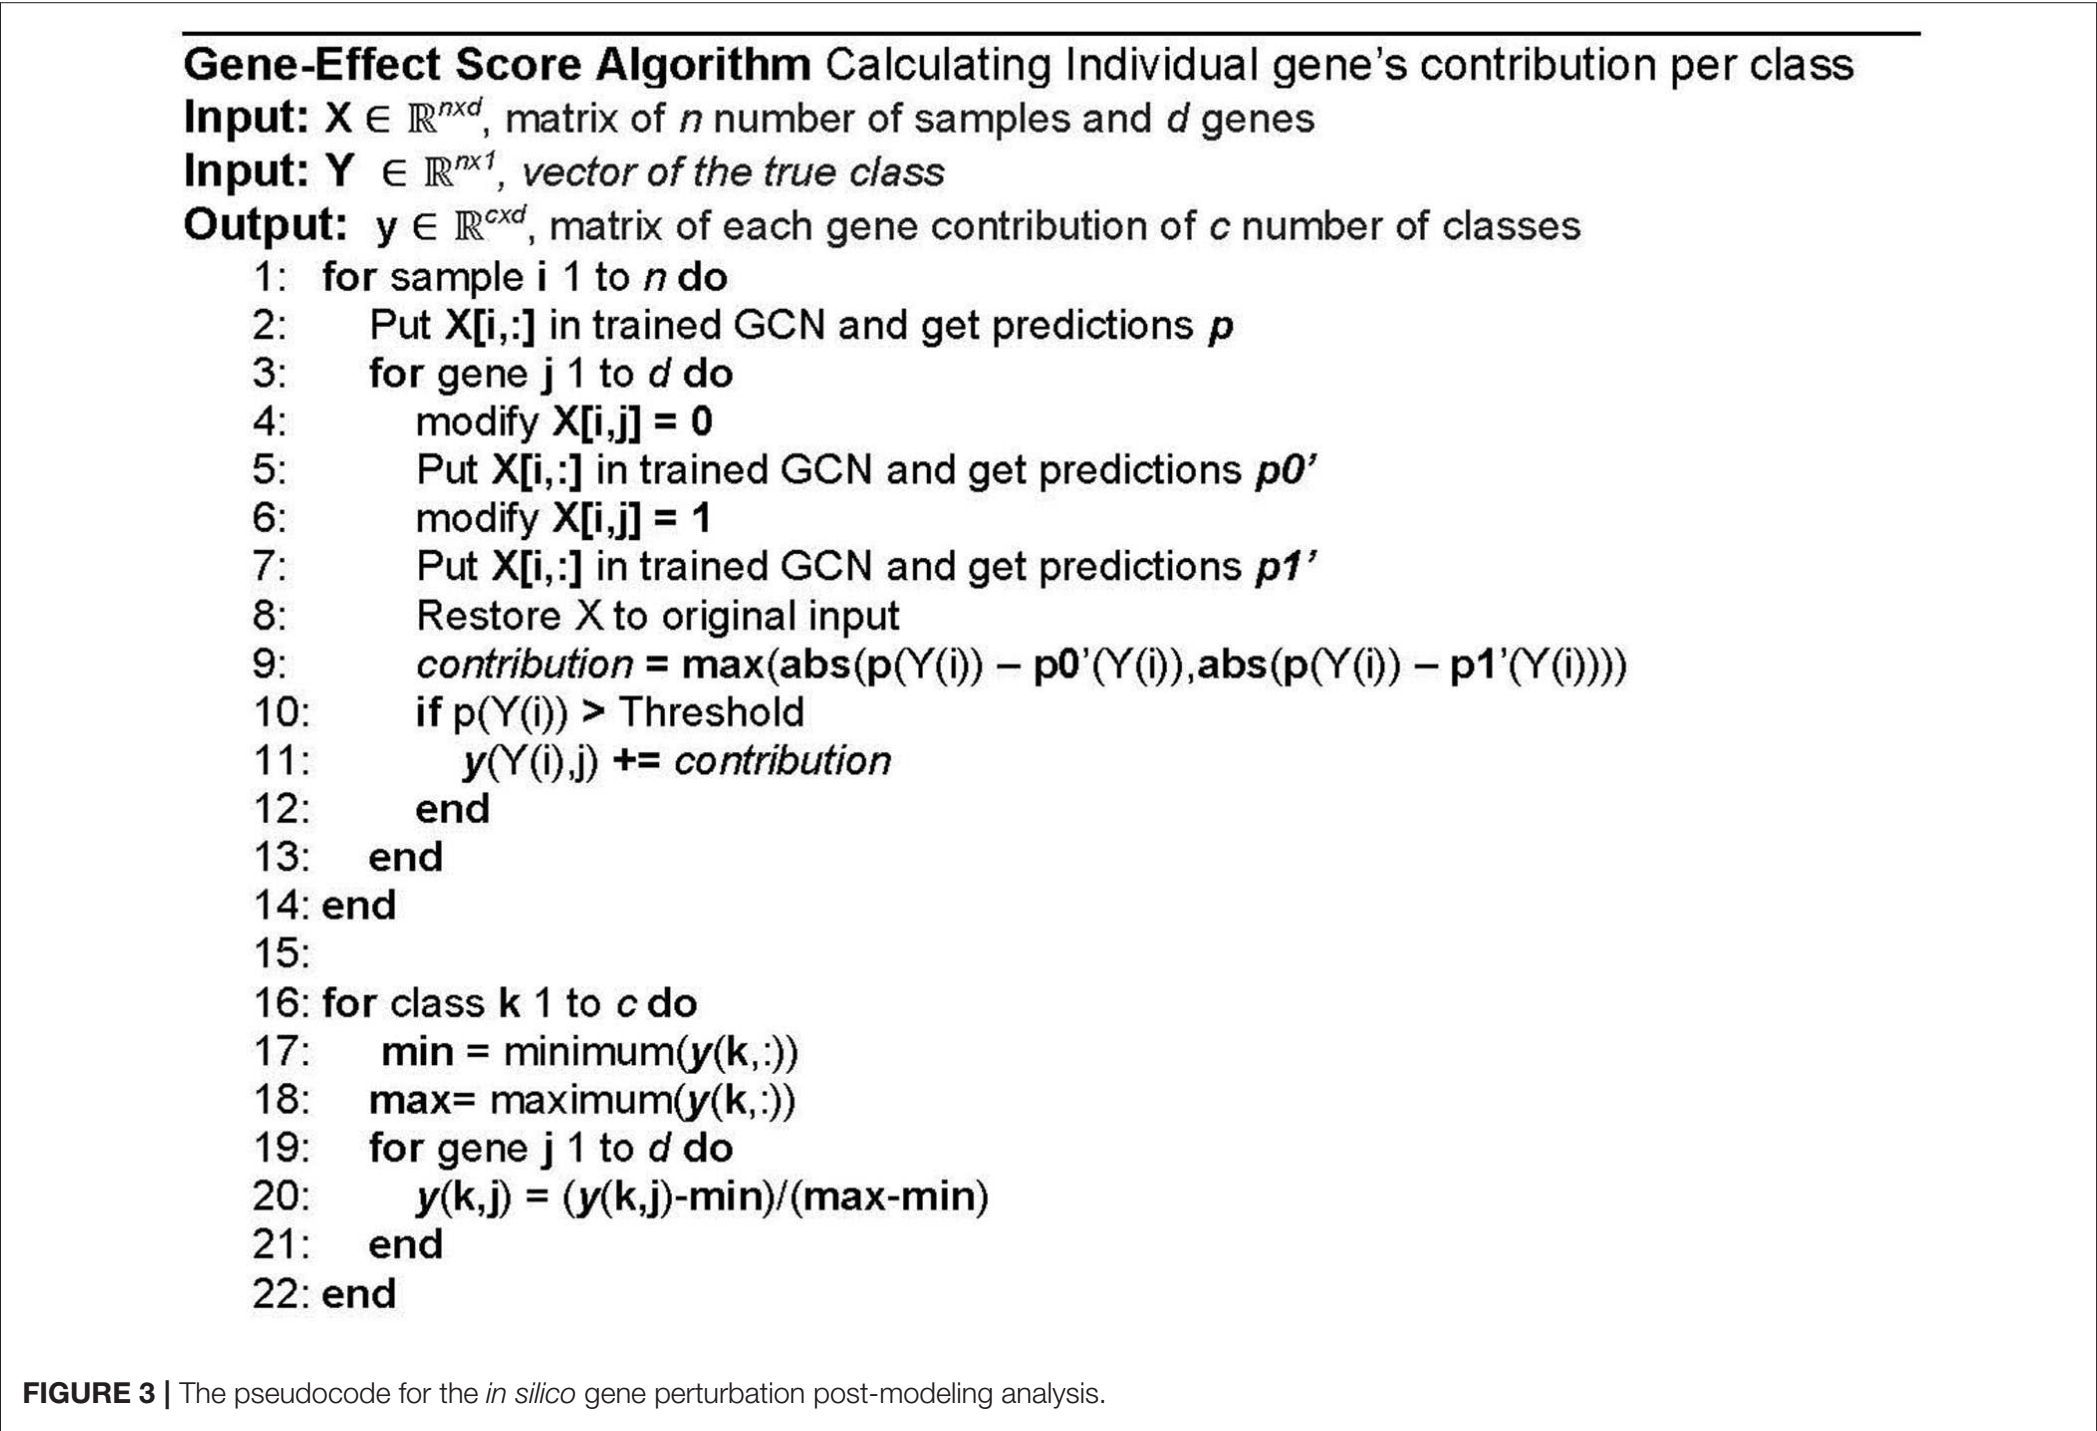 Gene-Effect Score Algorithm Calculating Individual gene's contribution per class
Input: X ∈ ℝ^nxd, matrix of n number of samples and d genes
Input: Y ∈ ℝ^nx1, vector of the true class
Output: y ∈ ℝ^cxd, matrix of each gene contribution of c number of classes
1: for sample i 1 to n do
2: Put X[i,:] in trained GCN and get predictions p
3: for gene j 1 to d do
4: modify X[i,j] = 0
5: Put X[i,:] in trained GCN and get predictions p0’
6: modify X[i,j] = 1
7: Put X[i,:] in trained GCN and get predictions p1’
8: Restore X to original input
9: contribution = max(abs(p(Y(i)) – p0’(Y(i)),abs(p(Y(i)) – p1’(Y(i))))
10: if p(Y(i)) > Threshold
11: y(Y(i),j) += contribution
12: end
13: end
14: end
15:
16: for class k 1 to c do
17: min = minimum(y(k,:))
18: max= maximum(y(k,:))
19: for gene j 1 to d do
20: y(k,j) = (y(k,j)-min)/(max-min)
21: end
22: end
FIGURE 3 | The pseudocode for the in silico gene perturbation post-modeling analysis.